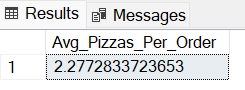 Results Messages
Avg_Pizzas_Per_Order
1 2.2772833723653